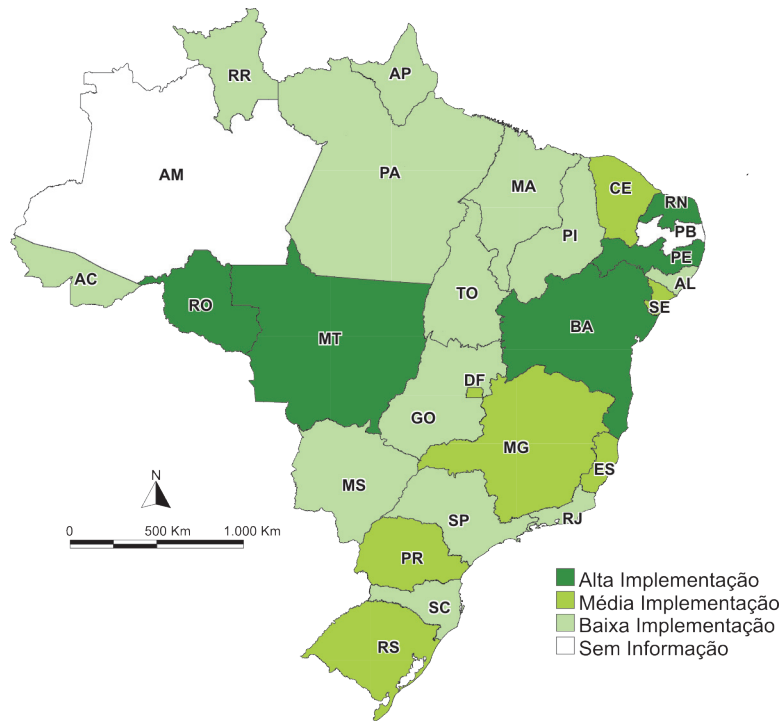 RR
AP
AM
PA
MA
CE
RN
PB
PI
PE
AC
AL
TO
RO
SE
BA
MT
DF
GO
MG
ES
MS
SP
RJ
N
0 500 Km 1.000 Km
PR
SC
RS
Alta Implementação
Média Implementação
Baixa Implementação
Sem Informação